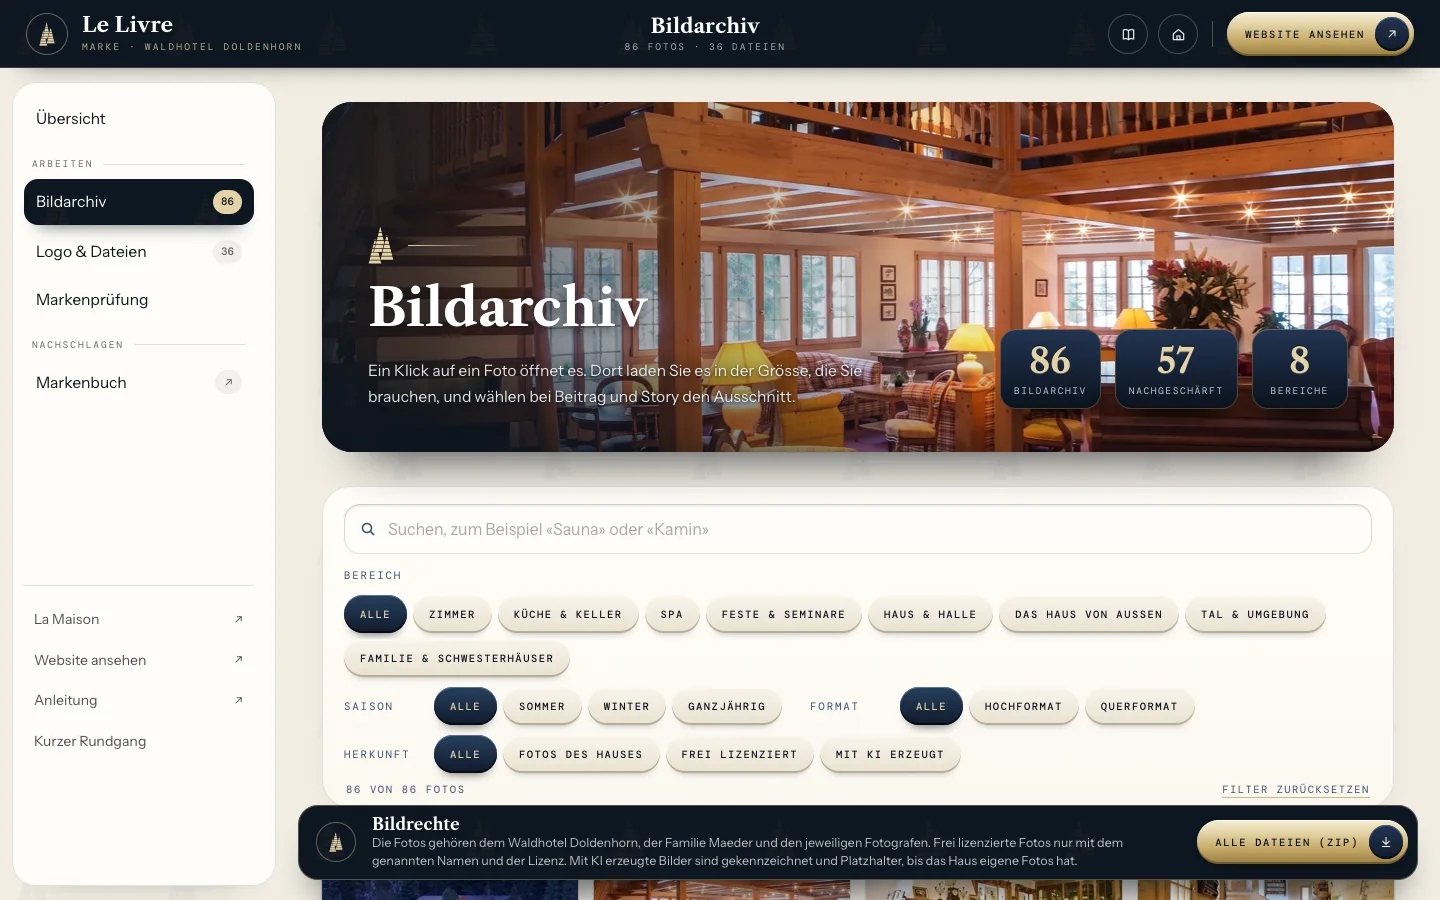 Le Livre
MARKE · WALDHOTEL DOLDENHORN
Bildarchiv
86 FOTOS · 36 DATEIEN
WEBSITE ANSEHEN
Übersicht
ARBEITEN
Bildarchiv 86
Logo & Dateien 36
Markenprüfung
NACHSCHLAGEN
Markenbuch
La Maison
Website ansehen
Anleitung
Kurzer Rundgang
Bildarchiv
Ein Klick auf ein Foto öffnet es. Dort laden Sie es in der Grösse, die Sie
brauchen, und wählen bei Beitrag und Story den Ausschnitt.
86 57 8
BILDARCHIV NACHGESCHÄRFT BEREICHE
Suchen, zum Beispiel «Sauna» oder «Kamin»
BEREICH
ALLE ZIMMER KÜCHE & KELLER SPA FESTE & SEMINARE HAUS & HALLE DAS HAUS VON AUSSEN TAL & UMGEBUNG
FAMILIE & SCHWESTERHÄUSER
SAISON ALLE SOMMER WINTER GANZJÄHRIG FORMAT ALLE HOCHFORMAT QUERFORMAT
HERKUNFT ALLE FOTOS DES HAUSES FREI LIZENZIERT MIT KI ERZEUGT
86 VON 86 FOTOS FILTER ZURÜCKSETZEN
Bildrechte
Die Fotos gehören dem Waldhotel Doldenhorn, der Familie Maeder und den jeweiligen Fotografen. Frei lizenzierte Fotos nur mit dem
genannten Namen und der Lizenz. Mit KI erzeugte Bilder sind gekennzeichnet und Platzhalter, bis das Haus eigene Fotos hat.
ALLE DATEIEN (ZIP)